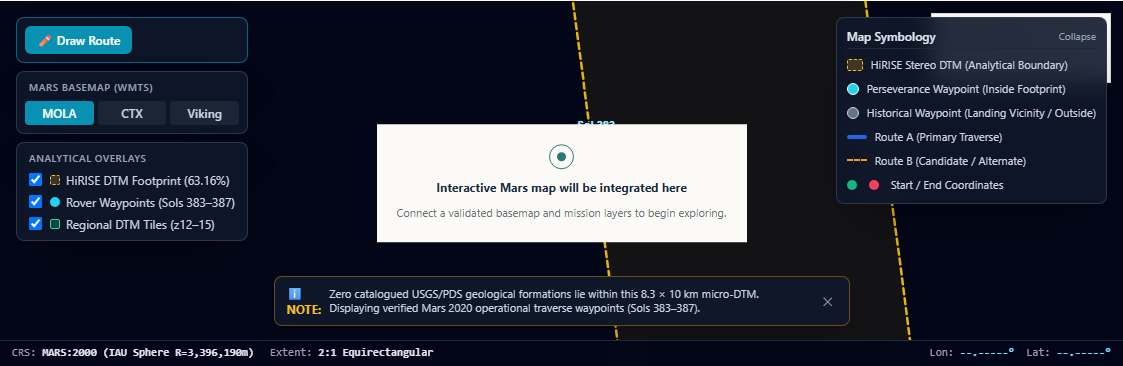 Draw Route
MARS BASEMAP (WMTS)
MOLA
CTX
Viking
ANALYTICAL OVERLAYS
HiRISE DTM Footprint (63.16%)
Rover Waypoints (Sols 383–387)
Regional DTM Tiles (z12–15)
Sol 383
Interactive Mars map will be integrated here
Connect a validated basemap and mission layers to begin exploring.
Map Symbology
Collapse
HiRISE Stereo DTM (Analytical Boundary)
Perseverance Waypoint (Inside Footprint)
Historical Waypoint (Landing Vicinity / Outside)
Route A (Primary Traverse)
Route B (Candidate / Alternate)
Start / End Coordinates
NOTE:
Zero catalogued USGS/PDS geological formations lie within this 8.3 × 10 km micro-DTM.
Displaying verified Mars 2020 operational traverse waypoints (Sols 383–387).
CRS: MARS:2000 (IAU Sphere R=3,396,190m) Extent: 2:1 Equirectangular
Lon: --.-----° Lat: --.-----°